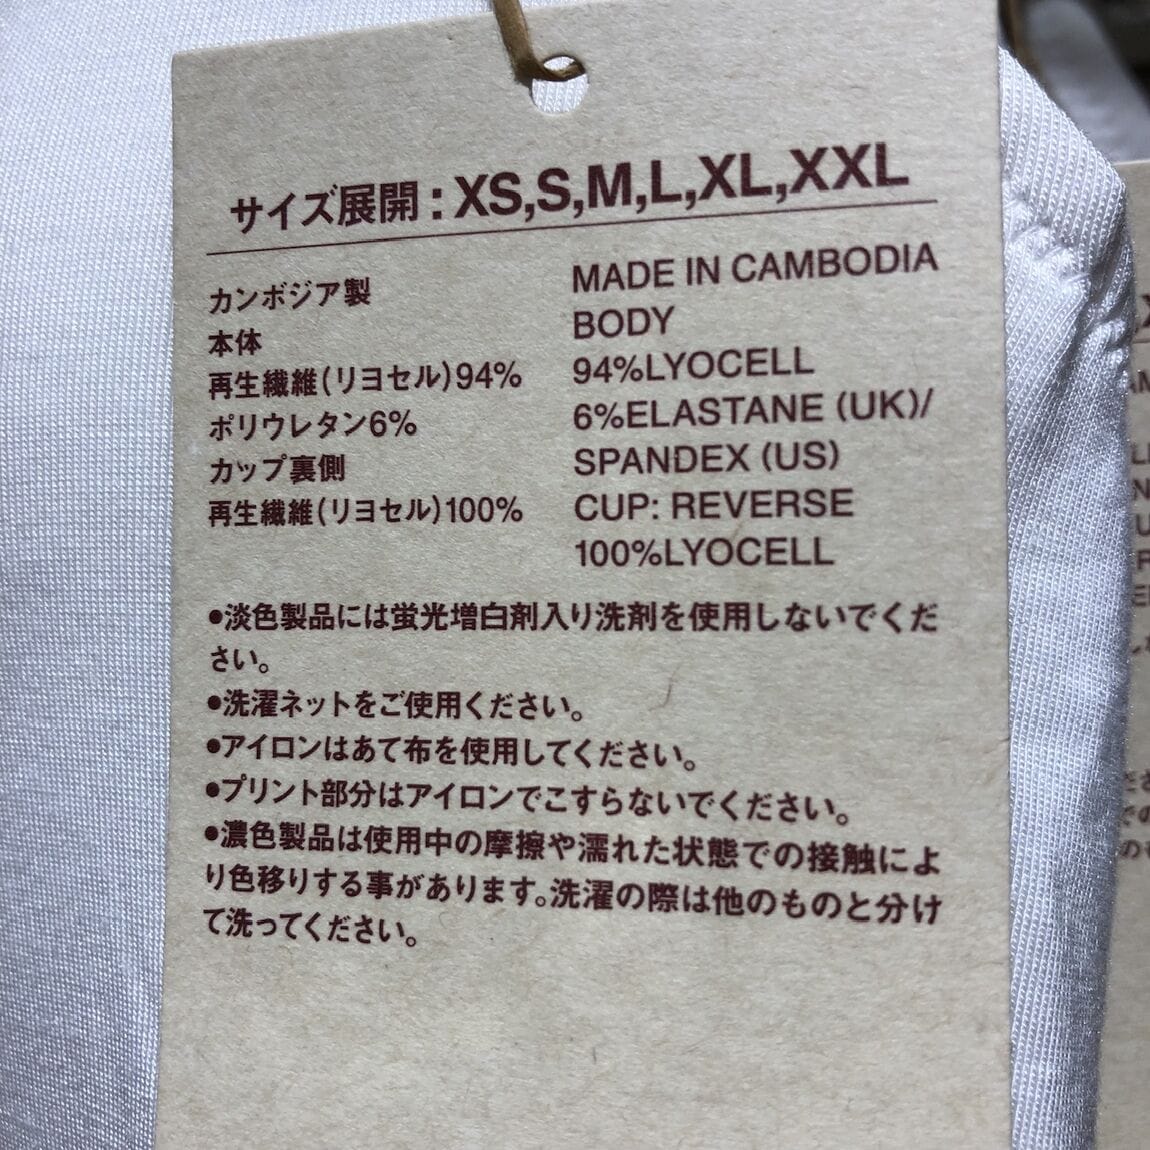 サイズ展開：XS,S,M,L,XL,XXL
カンボジア製
本体
再生繊維(リヨセル)94%
ポリウレタン6%
カップ裏側
再生繊維(リヨセル)100%
MADE IN CAMBODIA
BODY
94%LYOCELL
6%ELASTANE (UK)/
SPANDEX (US)
CUP: REVERSE
100%LYOCELL
●淡色製品には蛍光増白剤入り洗剤を使用しないでくだ
さい。
●洗濯ネットをご使用ください。
●アイロンはあて布を使用してください。
●プリント部分はアイロンでこすらないでください。
●濃色製品は使用中の摩擦や濡れた状態での接触によ
り色移りする事があります。洗濯の際は他のものと分け
て洗ってください。